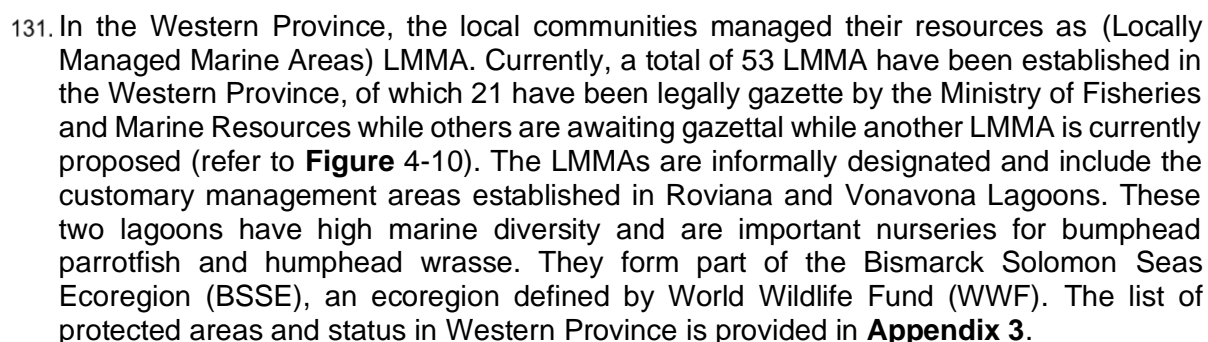 131. In the Western Province, the local communities managed their resources as (Locally
Managed Marine Areas) LMMA. Currently, a total of 53 LMMA have been established in
the Western Province, of which 21 have been legally gazette by the Ministry of Fisheries
and Marine Resources while others are awaiting gazettal while another LMMA is currently
proposed (refer to Figure 4-10). The LMMAs are informally designated and include the
customary management areas established in Roviana and Vonavona Lagoons. These
two lagoons have high marine diversity and are important nurseries for bumphead
parrotfish and humphead wrasse. They form part of the Bismarck Solomon Seas
Ecoregion (BSSE), an ecoregion defined by World Wildlife Fund (WWF). The list of
protected areas and status in Western Province is provided in Appendix 3.